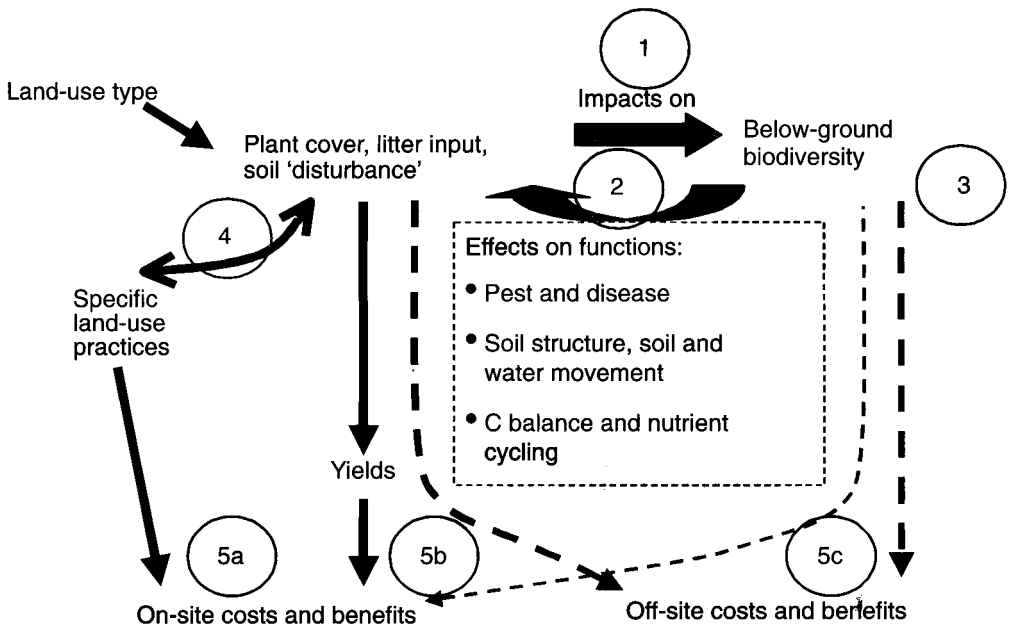 1
Impacts on
Land-use type
Below-ground
biodiversity
Plant cover, litter input,
soil ‘disturbance’
2
3
4
Effects on functions:
• Pest and disease
• Soil structure, soil and
water movement
• C balance and nutrient
cycling
Specific
land-use
practices
Yields
5a
5b
5c
On-site costs and benefits
Off-site costs and benefits